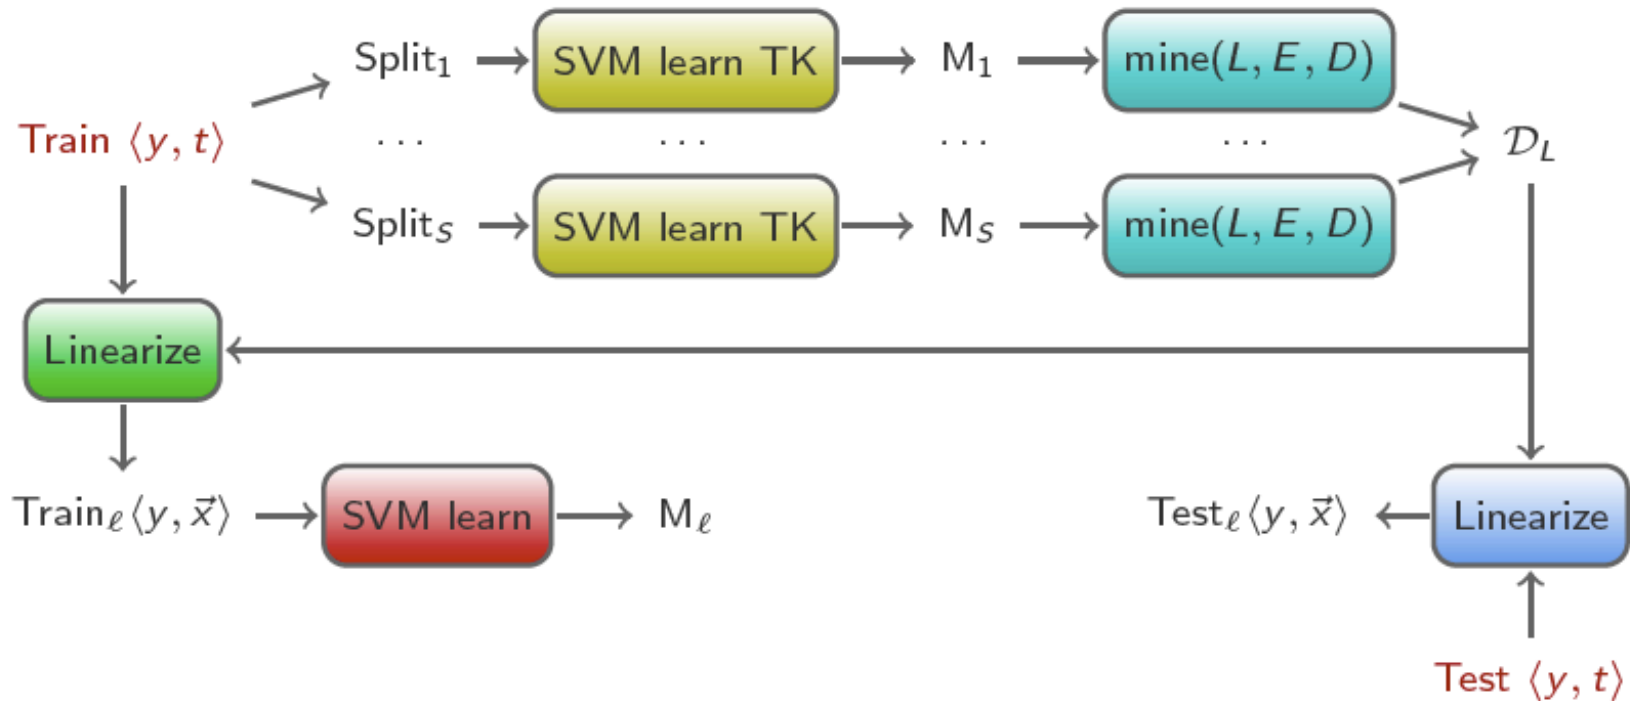 Split₁ SVM learn TK M₁ mine(L, E, D)
Train ⟨y, t⟩ ... ... ... ... 𝒟_L
Split_S SVM learn TK M_S mine(L, E, D)
Linearize
Train_ℓ⟨y, x⃗⟩ SVM learn M_ℓ Test_ℓ⟨y, x⃗⟩ Linearize
Test ⟨y, t⟩